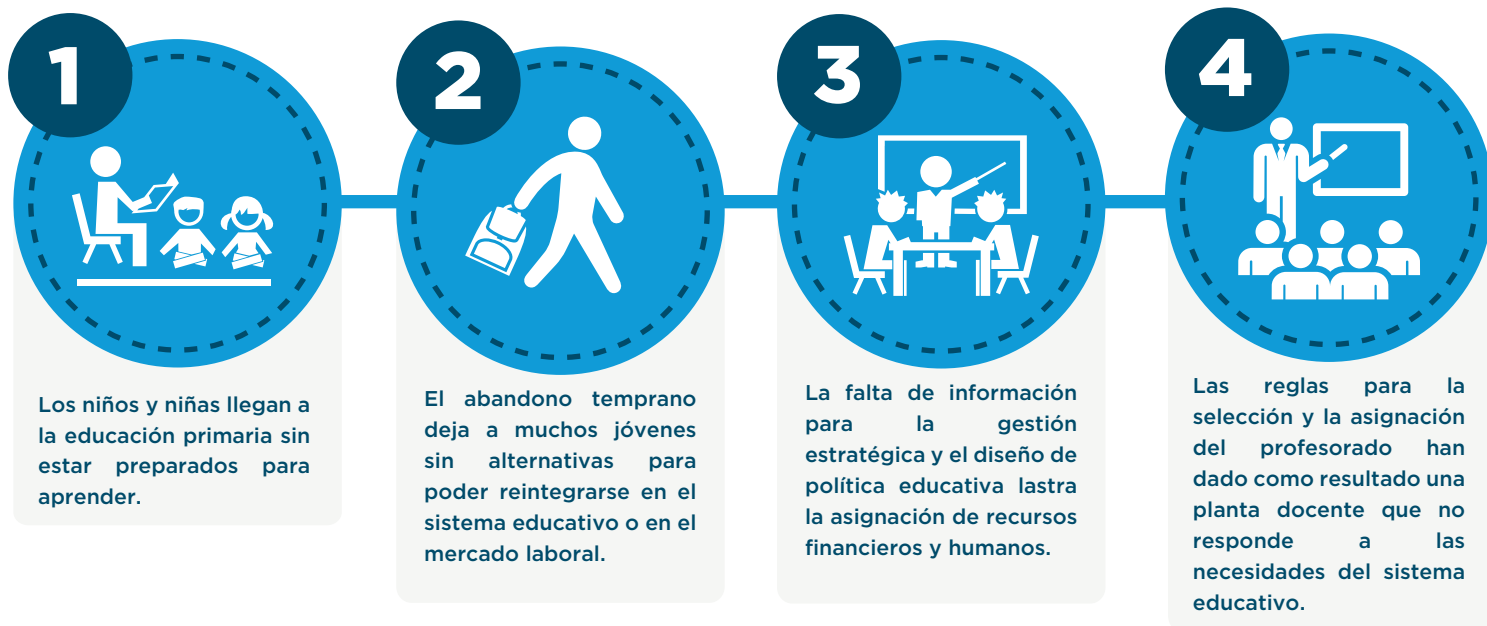 1
Los niños y niñas llegan a
la educación primaria sin
estar preparados para
aprender.
2
El abandono temprano
deja a muchos jóvenes
sin alternativas para
poder reintegrarse en el
sistema educativo o en el
mercado laboral.
3
La falta de información
para la gestión
estratégica y el diseño de
política educativa lastra
la asignación de recursos
financieros y humanos.
4
Las reglas para la
selección y la asignación
del profesorado han
dado como resultado una
planta docente que no
responde a las
necesidades del sistema
educativo.